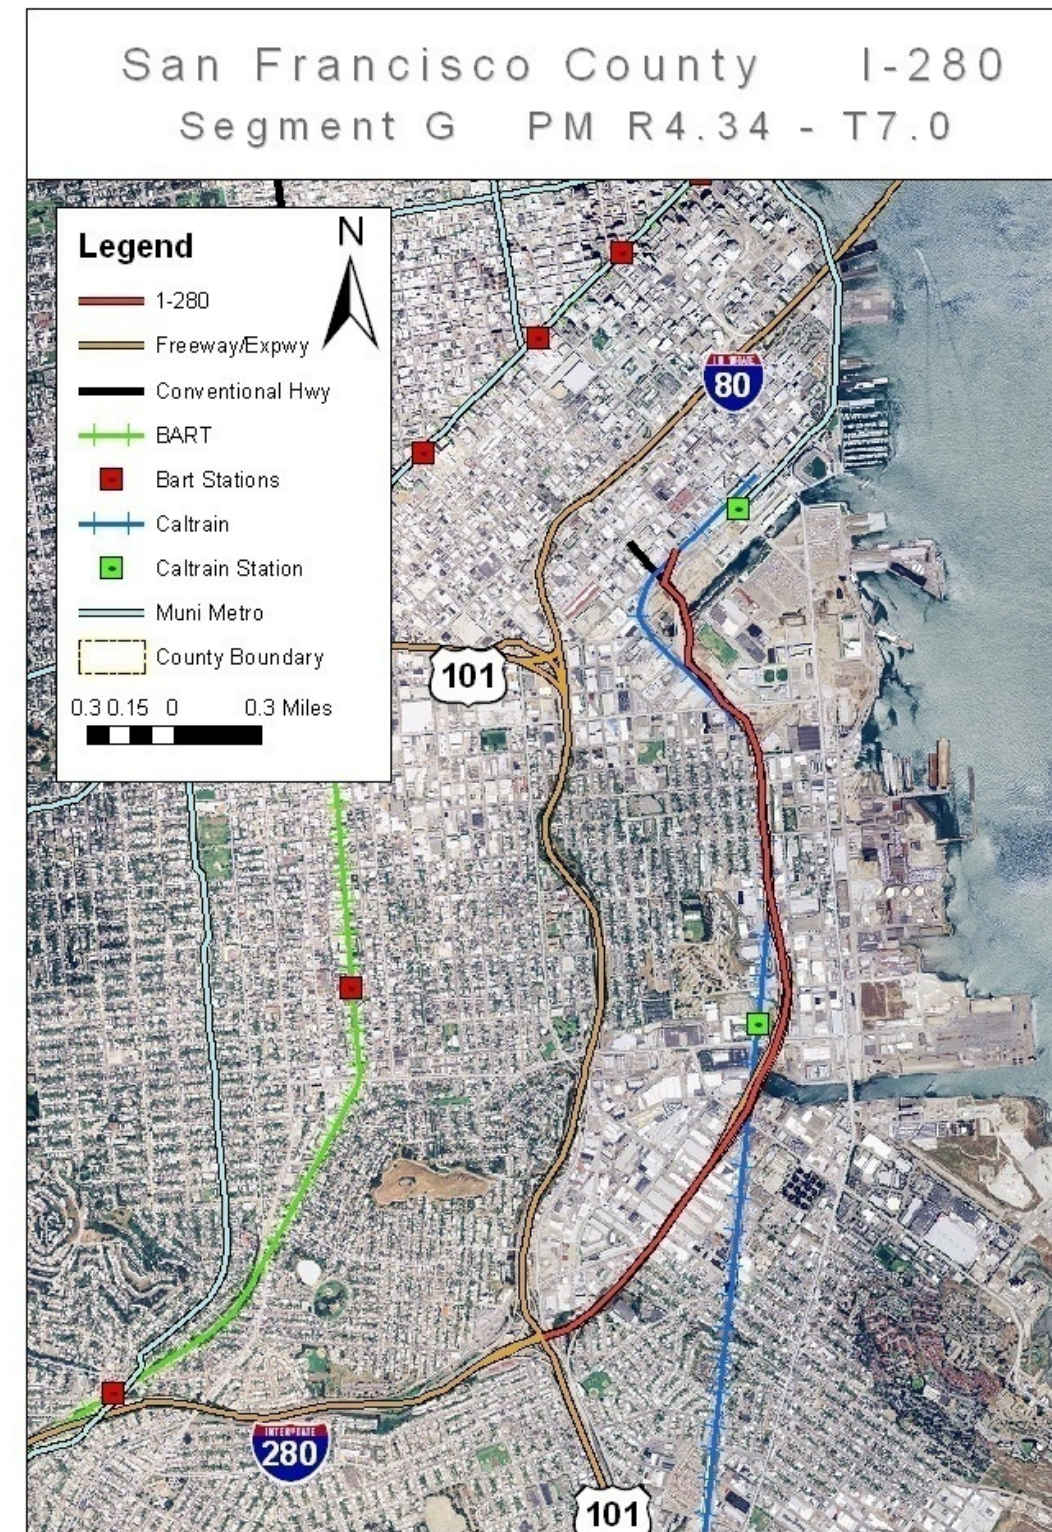 San Francisco County I-280
Segment G PM R4.34 - T7.0
Legend
N
1-280
Freeway/Expwy
Conventional Hwy
BART
Bart Stations
Caltrain
Caltrain Station
Muni Metro
County Boundary
0.3 0.15 0 0.3 Miles
80
101
INTERSTATE
280
101